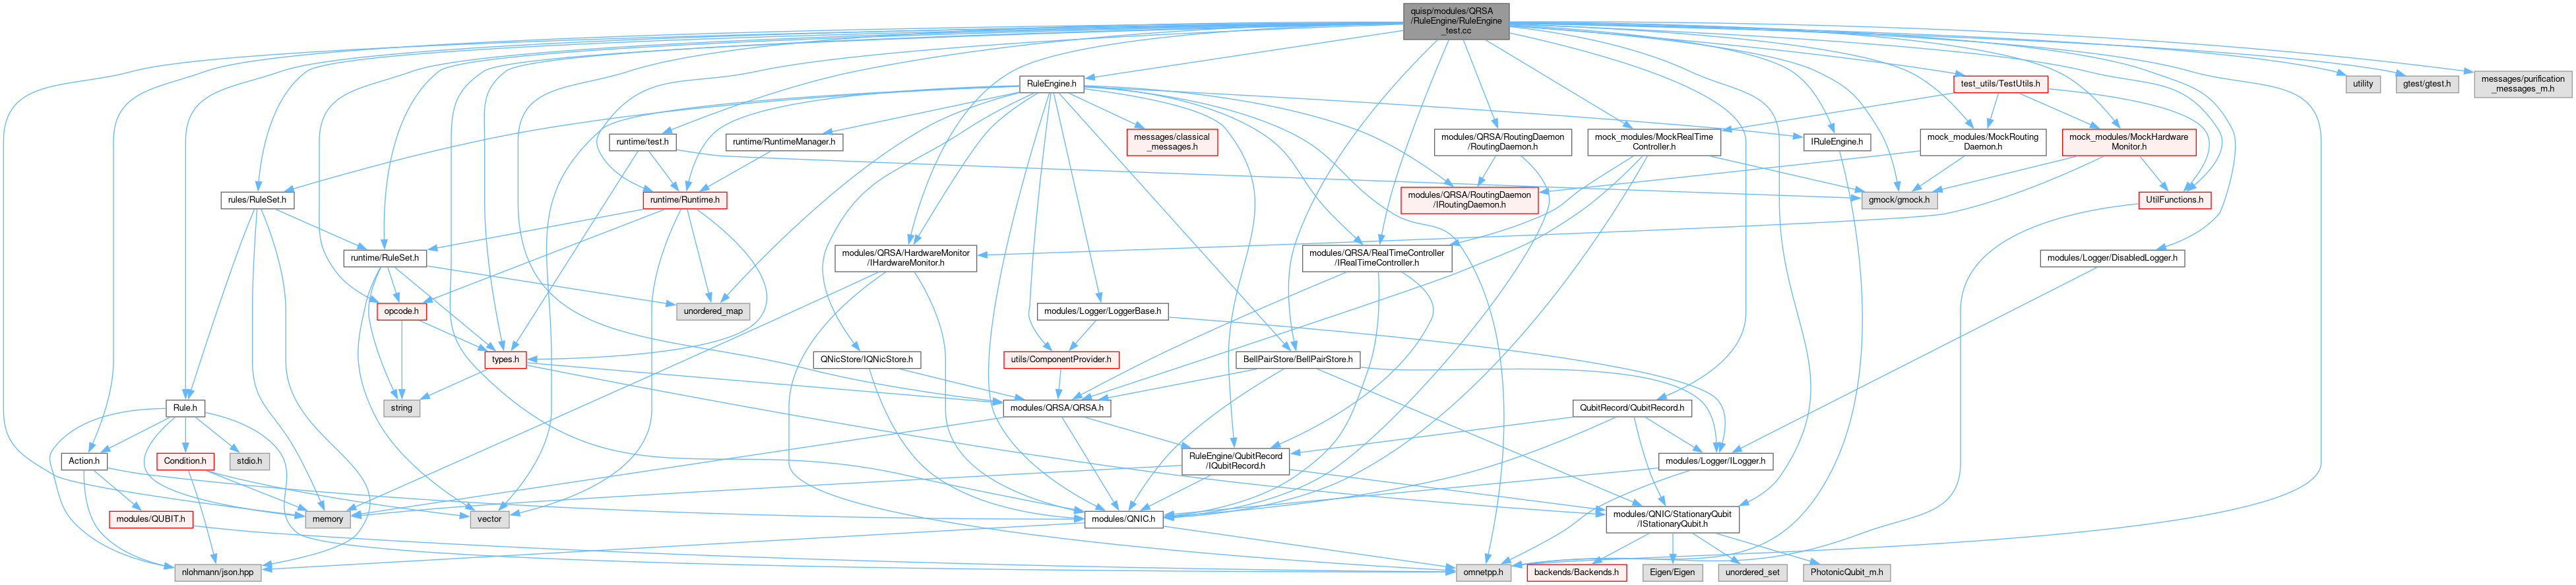 quisp/modules/QRSA
/RuleEngine/RuleEngine
_test.cc
RuleEngine.h
test_utils/TestUtils.h
utility
gtest/gtest.h
messages/purification
_messages_m.h
runtime/test.h
runtime/RuntimeManager.h
messages/classical
_messages.h
modules/QRSA/RoutingDaemon
/RoutingDaemon.h
mock_modules/MockRealTime
Controller.h
IRuleEngine.h
mock_modules/MockRouting
Daemon.h
mock_modules/MockHardware
Monitor.h
rules/RuleSet.h
runtime/Runtime.h
modules/QRSA/RoutingDaemon
/IRoutingDaemon.h
gmock/gmock.h
UtilFunctions.h
runtime/RuleSet.h
modules/QRSA/HardwareMonitor
/IHardwareMonitor.h
modules/QRSA/RealTimeController
/IRealTimeController.h
modules/Logger/DisabledLogger.h
opcode.h
unordered_map
modules/Logger/LoggerBase.h
types.h
QNicStore/IQNicStore.h
utils/ComponentProvider.h
BellPairStore/BellPairStore.h
Rule.h
string
modules/QRSA/QRSA.h
QubitRecord/QubitRecord.h
Action.h
Condition.h
stdio.h
RuleEngine/QubitRecord
/IQubitRecord.h
modules/Logger/ILogger.h
modules/QUBIT.h
memory
vector
modules/QNIC.h
modules/QNIC/StationaryQubit
/IStationaryQubit.h
nlohmann/json.hpp
omnetpp.h
backends/Backends.h
Eigen/Eigen
unordered_set
PhotonicQubit_m.h